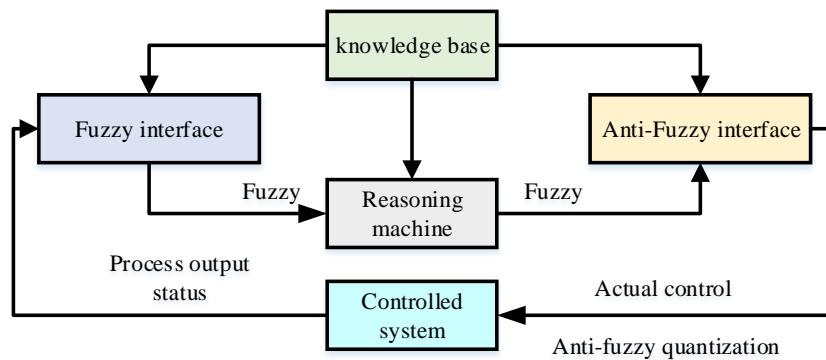 knowledge base
Fuzzy interface
Anti-Fuzzy interface
Fuzzy
Reasoning
machine
Fuzzy
Process output
status
Controlled
system
Actual control
Anti-fuzzy quantization